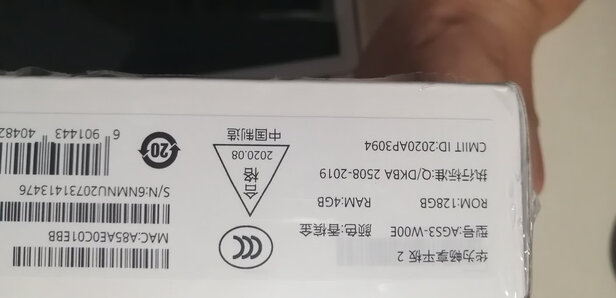 华为畅享平板 2
型号:AGS3-W00E 颜色:香槟金
ROM:128GB RAM:4GB
执行标准:Q/DKBA 2508-2019
CMIIT ID:2020AP3094
合格
2020.08
中国制造
MAC:A85AE0C01EBB
S/N:6NMNU20731413476
20
6 901443 40482